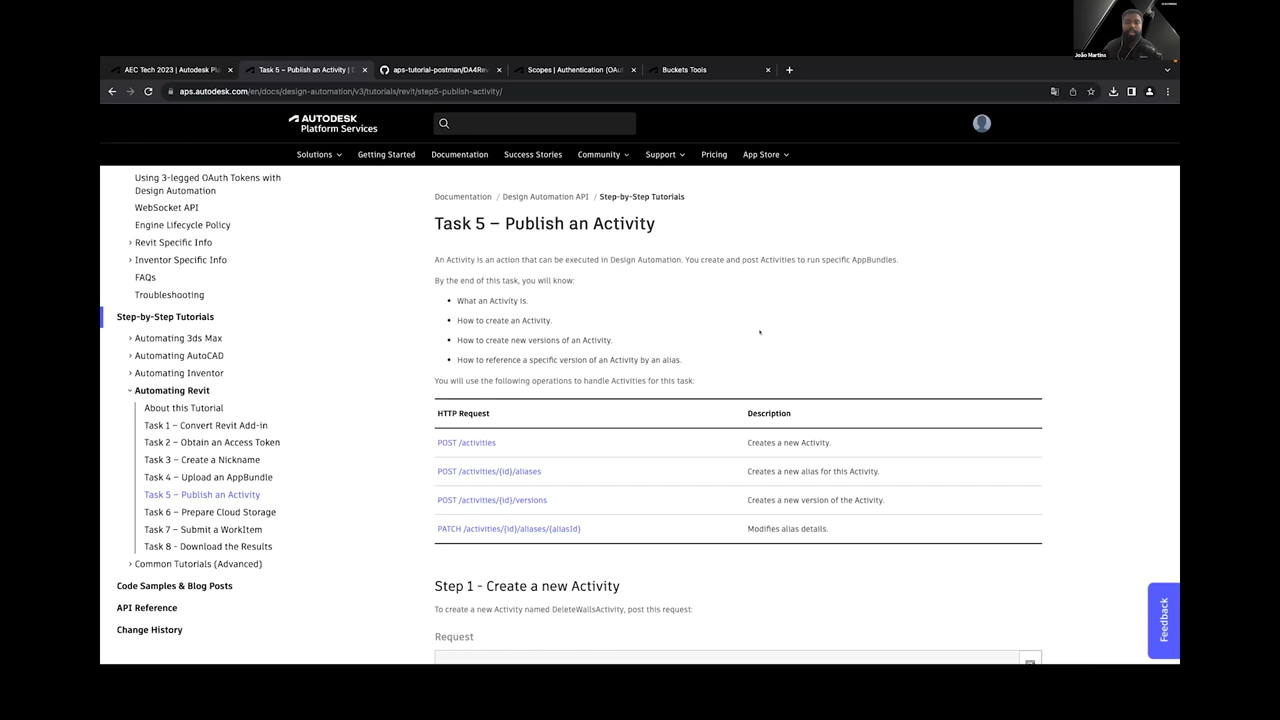 João Martins
AEC Tech 2023 | Autodesk Pla
Task 5 – Publish an Activity | D
aps-tutorial-postman/DA4Rev
Scopes | Authentication (OAut
Buckets Tools
aps.autodesk.com/en/docs/design-automation/v3/tutorials/revit/step5-publish-activity/
AUTODESK
Platform Services
Solutions
Getting Started
Documentation
Success Stories
Community
Support
Pricing
App Store
Using 3-legged OAuth Tokens with
Design Automation
WebSocket API
Engine Lifecycle Policy
Revit Specific Info
Inventor Specific Info
FAQs
Troubleshooting
Step-by-Step Tutorials
Automating 3ds Max
Automating AutoCAD
Automating Inventor
Automating Revit
About this Tutorial
Task 1 – Convert Revit Add-in
Task 2 – Obtain an Access Token
Task 3 – Create a Nickname
Task 4 – Upload an AppBundle
Task 5 – Publish an Activity
Task 6 – Prepare Cloud Storage
Task 7 – Submit a WorkItem
Task 8 - Download the Results
Common Tutorials (Advanced)
Code Samples & Blog Posts
API Reference
Change History
Documentation / Design Automation API / Step-by-Step Tutorials
Task 5 – Publish an Activity
An Activity is an action that can be executed in Design Automation. You create and post Activities to run specific AppBundles.
By the end of this task, you will know:
• What an Activity is.
• How to create an Activity.
• How to create new versions of an Activity.
• How to reference a specific version of an Activity by an alias.
You will use the following operations to handle Activities for this task:
HTTP Request Description
POST /activities Creates a new Activity.
POST /activities/{id}/aliases Creates a new alias for this Activity.
POST /activities/{id}/versions Creates a new version of the Activity.
PATCH /activities/{id}/aliases/{aliasId} Modifies alias details.
Step 1 - Create a new Activity
To create a new Activity named DeleteWallsActivity, post this request:
Request
Feedback